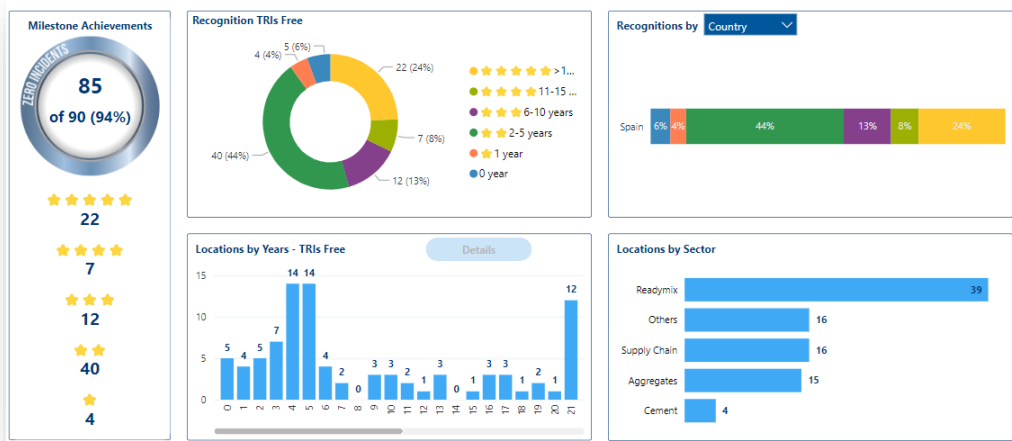 Milestone Achievements
ZERO INCIDENTS
85
of 90 (94%)
22
7
12
40
4
Recognition TRIs Free
5 (6%)
4 (4%)
22 (24%)
7 (8%)
12 (13%)
40 (44%)
>1...
11-15 ...
6-10 years
2-5 years
1 year
0 year
Recognitions by Country
Spain 6% 4% 44% 13% 8% 24%
Locations by Years - TRIs Free
Details
15
10
5
0
5 4 5 7 14 14 4 2 0 3 3 2 1 3 0 1 3 3 1 2 1 12
0 1 2 3 4 5 6 7 8 9 10 11 12 13 14 15 16 17 18 19 20 21
Locations by Sector
Readymix 39
Others 16
Supply Chain 16
Aggregates 15
Cement 4